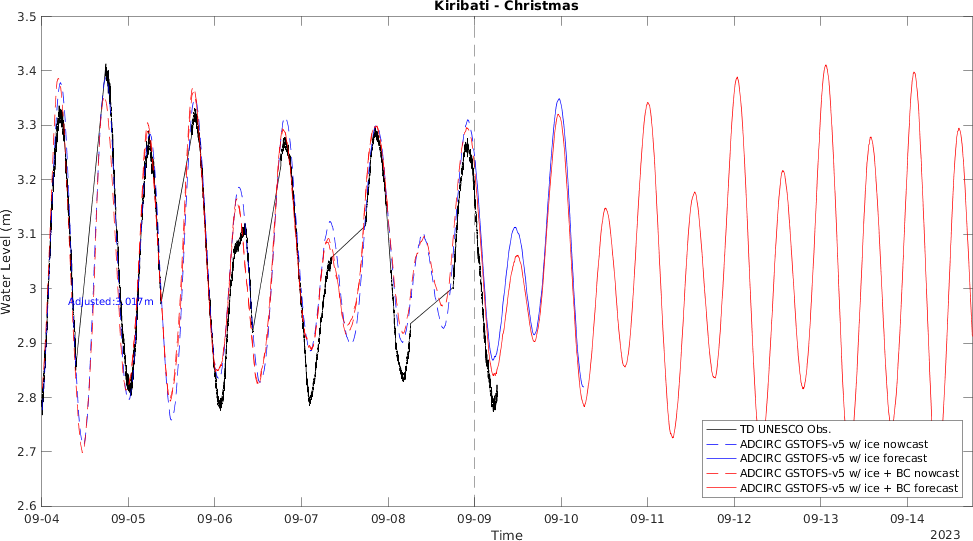 Kiribati - Christmas
3.5
3.4
3.3
3.2
3.1
3
2.9
2.8
2.7
2.6
Water Level (m)
Adjusted:3.017m
TD UNESCO Obs.
ADCIRC GSTOFS-v5 w/ ice nowcast
ADCIRC GSTOFS-v5 w/ ice forecast
ADCIRC GSTOFS-v5 w/ ice + BC nowcast
ADCIRC GSTOFS-v5 w/ ice + BC forecast
09-04 09-05 09-06 09-07 09-08 09-09 09-10 09-11 09-12 09-13 09-14
Time
2023